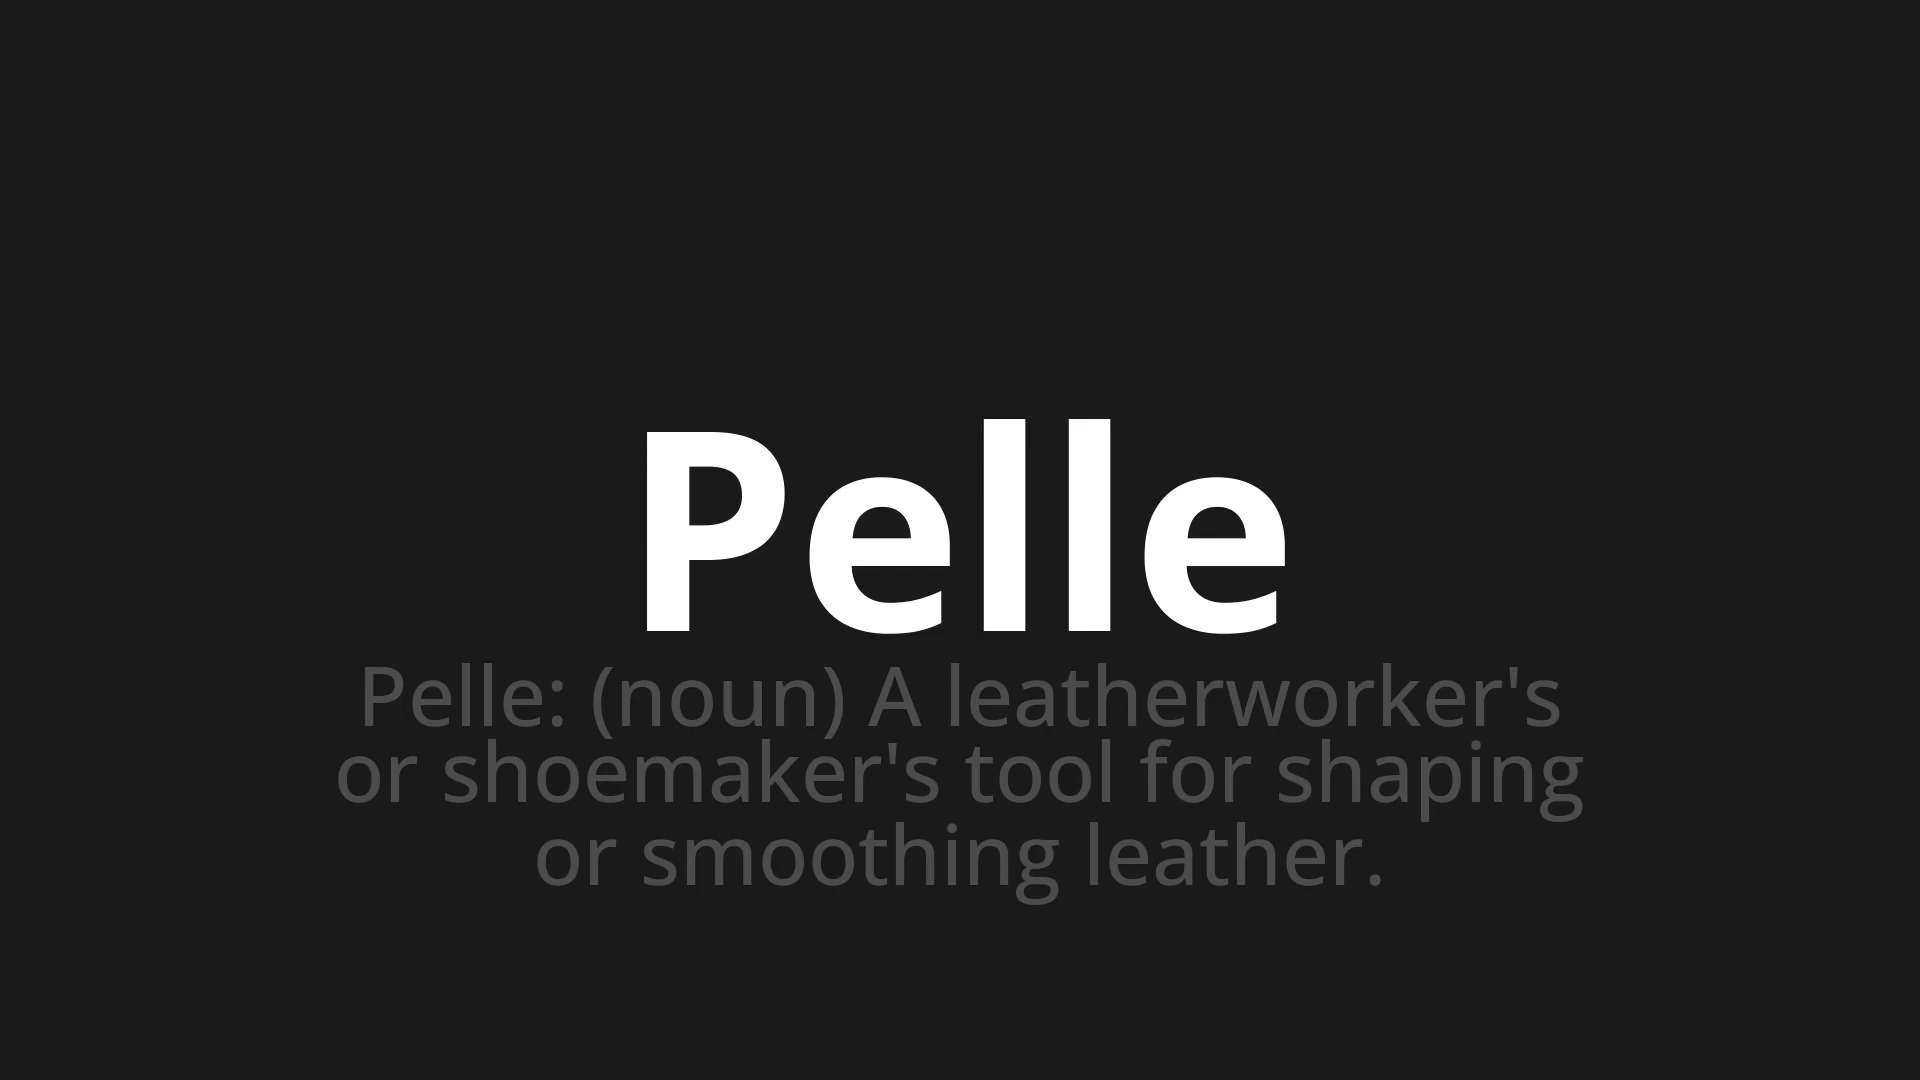 Pelle
Pelle: (noun) A leatherworker's
or shoemaker's tool for shaping
or smoothing leather.